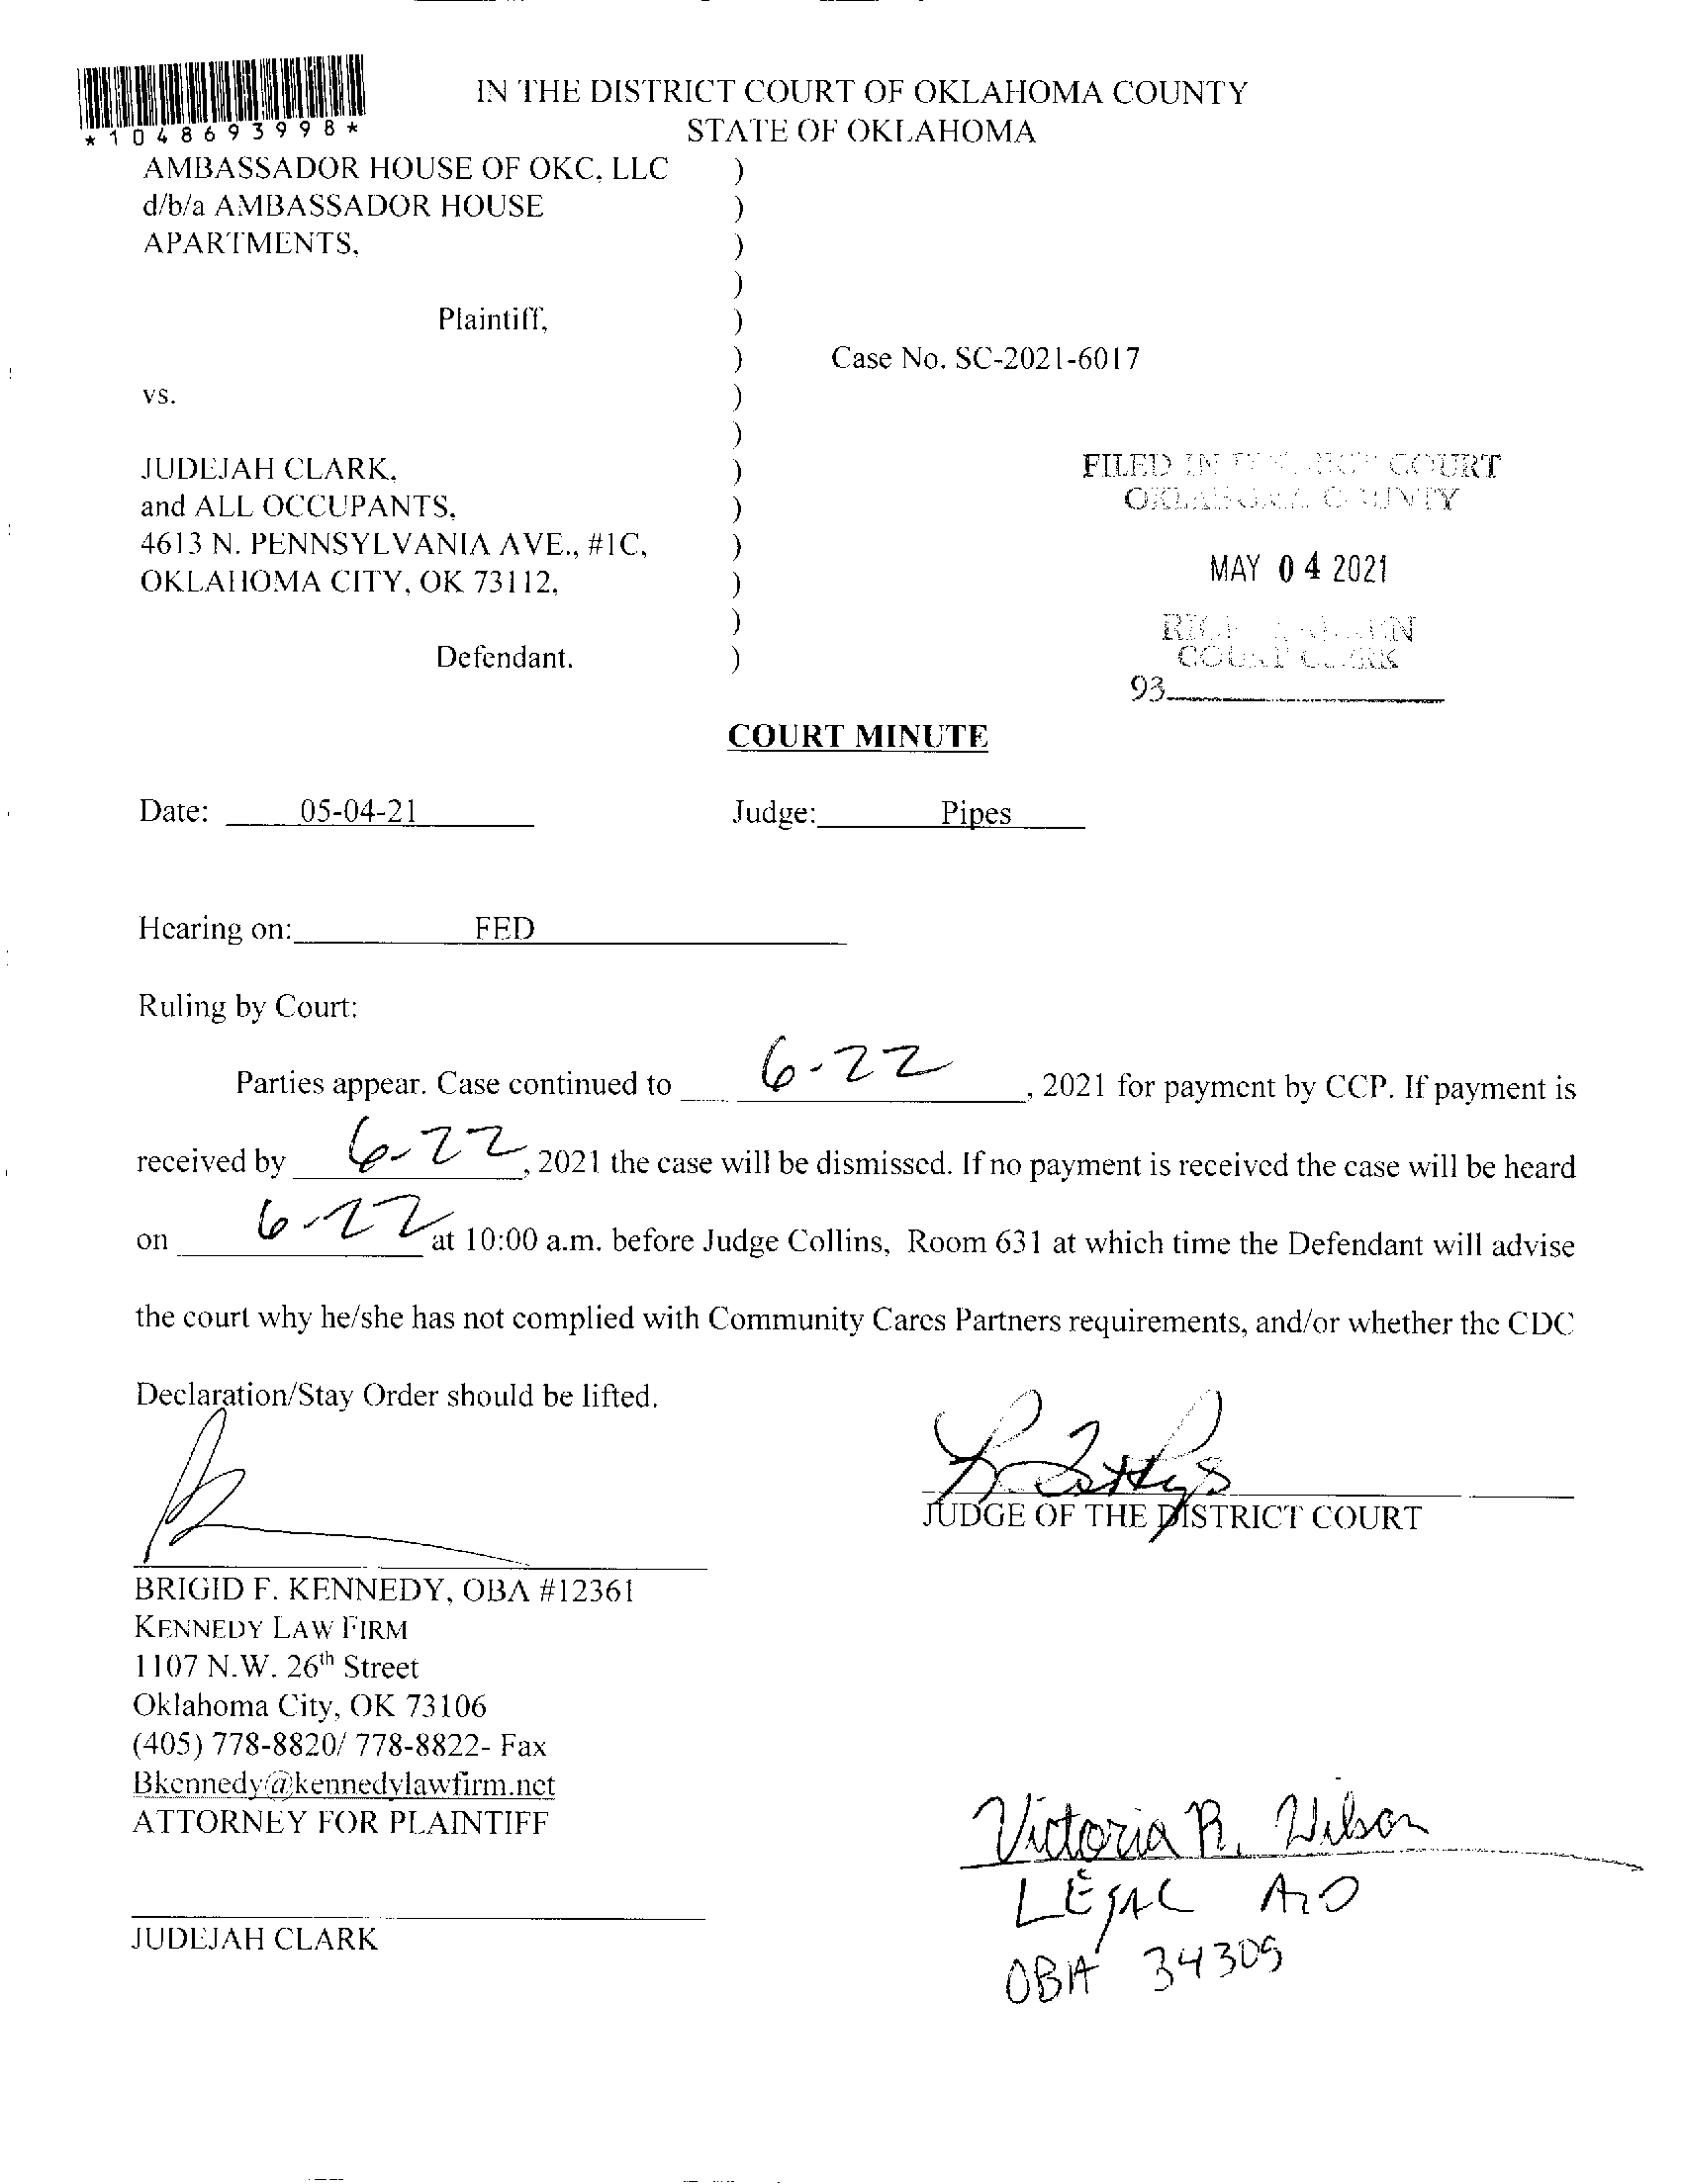 IN THE DISTRICT COURT OF OKLAHOMA COUNTY
STATE OF OKLAHOMA
*1048693998*
AMBASSADOR HOUSE OF OKC, LLC )
d/b/a AMBASSADOR HOUSE )
APARTMENTS, )
)
Plaintiff, )
) Case No. SC-2021-6017
vs. )
)
JUDEJAH CLARK, )
and ALL OCCUPANTS, )
4613 N. PENNSYLVANIA AVE., #1C, )
OKLAHOMA CITY, OK 73112, )
)
Defendant. )
FILED IN COURT
OKLAHOMA COUNTY
MAY 04 2021
COURT CLERK
93
COURT MINUTE
Date: 05-04-21 Judge: Pipes
Hearing on: FED
Ruling by Court:
Parties appear. Case continued to 6-22, 2021 for payment by CCP. If payment is
received by 6-22, 2021 the case will be dismissed. If no payment is received the case will be heard
on 6-22 at 10:00 a.m. before Judge Collins, Room 631 at which time the Defendant will advise
the court why he/she has not complied with Community Cares Partners requirements, and/or whether the CDC
Declaration/Stay Order should be lifted.
JUDGE OF THE DISTRICT COURT
BRIGID F. KENNEDY, OBA #12361
KENNEDY LAW FIRM
1107 N.W. 26th Street
Oklahoma City, OK 73106
(405) 778-8820/ 778-8822- Fax
Bkennedy@kennedylawfirm.net
ATTORNEY FOR PLAINTIFF
JUDEJAH CLARK
Victoria R. Wilson
LEGAL AID
OBA 34309